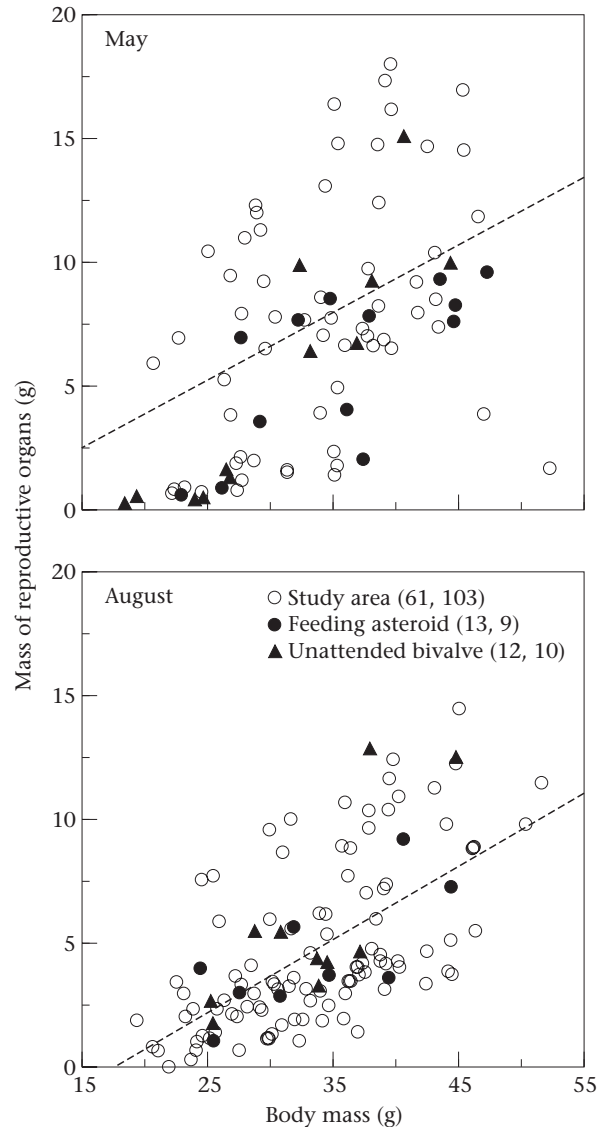 20
May
15
10
5
0
Mass of reproductive organs (g)
20
August
Study area (61, 103)
Feeding asteroid (13, 9)
Unattended bivalve (12, 10)
15
10
5
0
15 25 35 45 55
Body mass (g)